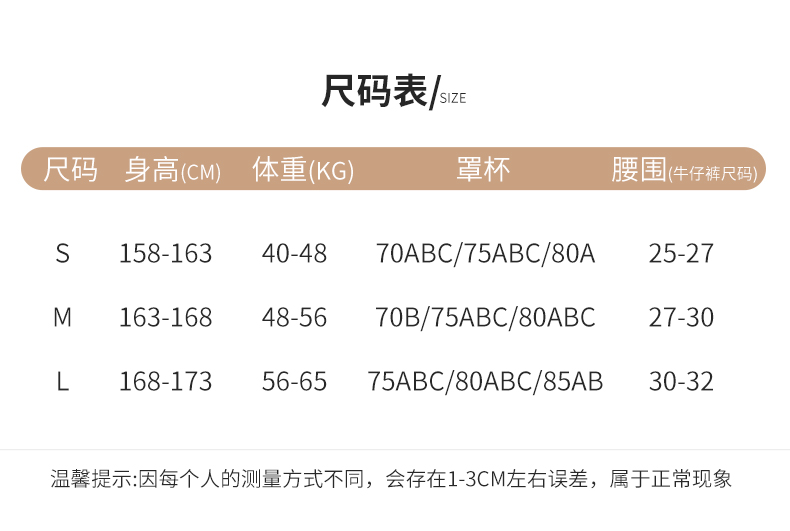 尺码表/SIZE
尺码 身高(CM) 体重(KG) 罩杯 腰围(牛仔裤尺码)
S 158-163 40-48 70ABC/75ABC/80A 25-27
M 163-168 48-56 70B/75ABC/80ABC 27-30
L 168-173 56-65 75ABC/80ABC/85AB 30-32
温馨提示:因每个人的测量方式不同，会存在1-3CM左右误差，属于正常现象